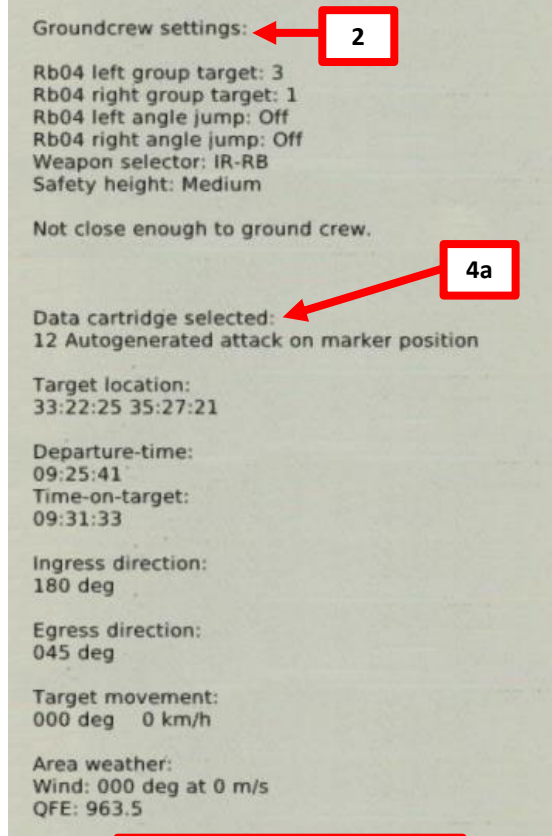 Groundcrew settings:
2
Rb04 left group target: 3
Rb04 right group target: 1
Rb04 left angle jump: Off
Rb04 right angle jump: Off
Weapon selector: IR-RB
Safety height: Medium
Not close enough to ground crew.
4a
Data cartridge selected:
12 Autogenerated attack on marker position
Target location:
33:22:25 35:27:21
Departure-time:
09:25:41
Time-on-target:
09:31:33
Ingress direction:
180 deg
Egress direction:
045 deg
Target movement:
000 deg 0 km/h
Area weather:
Wind: 000 deg at 0 m/s
QFE: 963.5